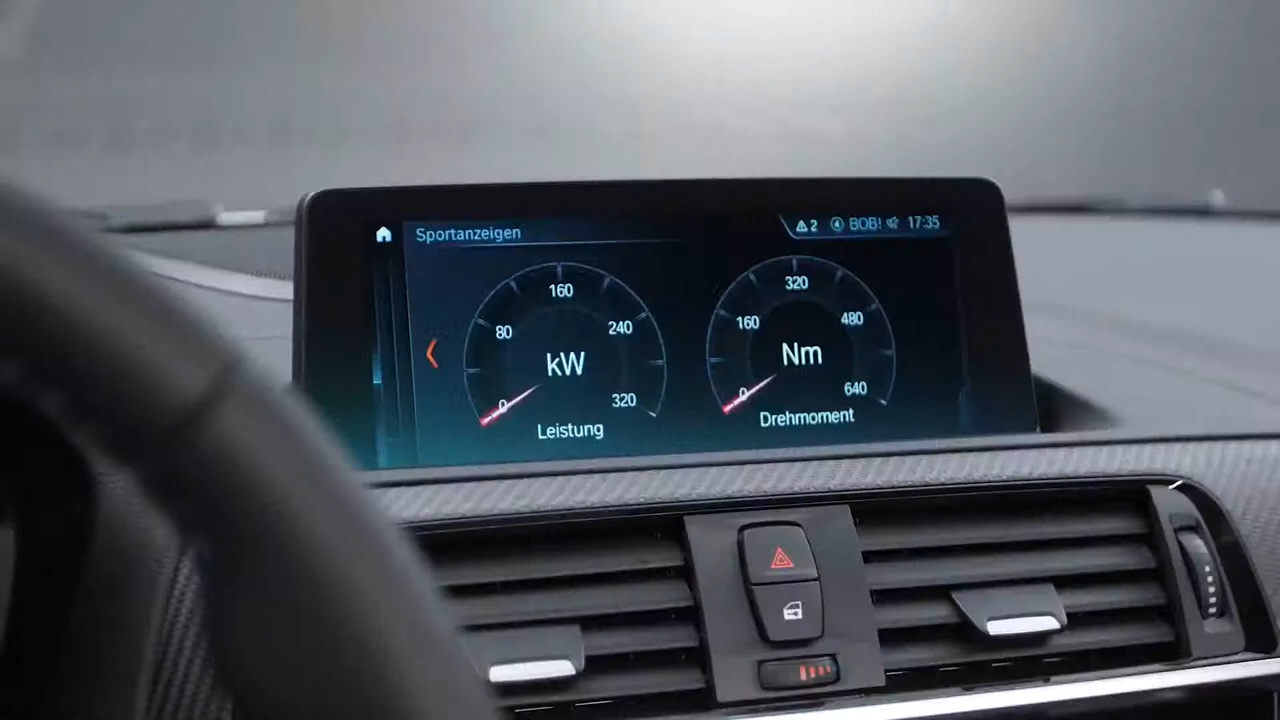 Sportanzeigen
2 4 BOB! 17:35
160
80
240
kW
0
320
Leistung
320
160
480
Nm
0
640
Drehmoment